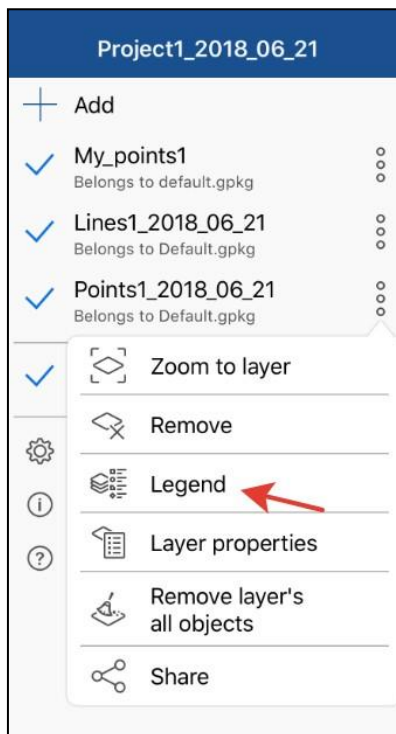 Project1_2018_06_21
Add
My_points1
Belongs to default.gpkg
Lines1_2018_06_21
Belongs to Default.gpkg
Points1_2018_06_21
Belongs to Default.gpkg
Zoom to layer
Remove
Legend
Layer properties
Remove layer's
all objects
Share